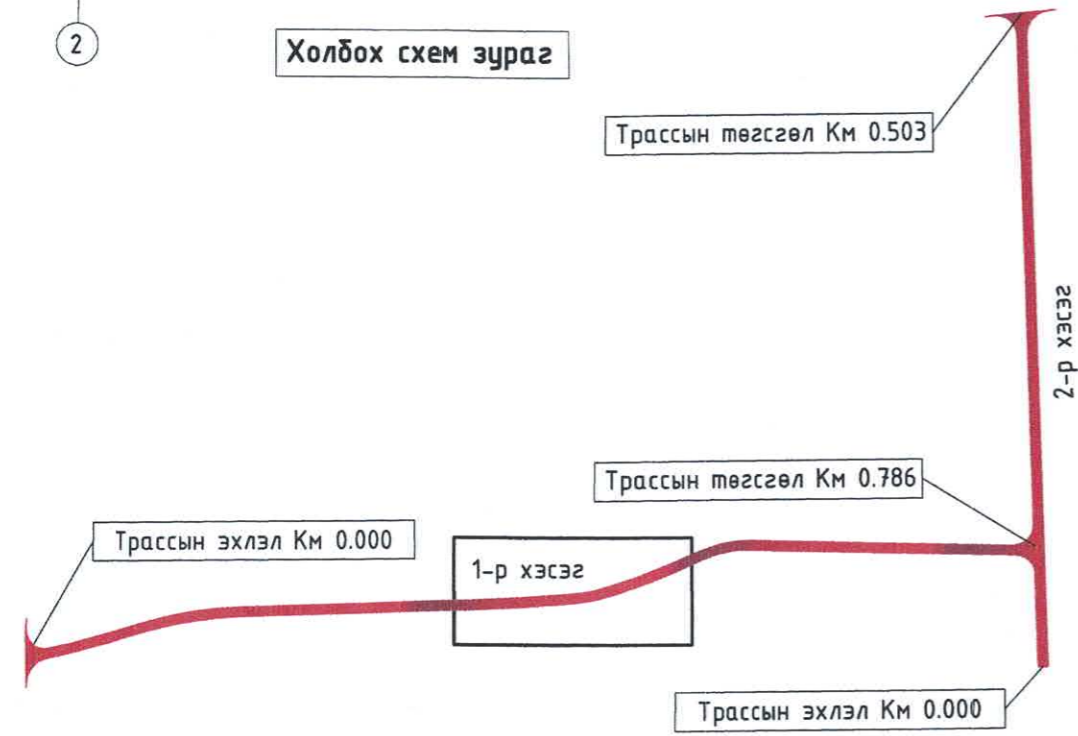 2
Холбох схем зураг
Трассын төгсгөл Км 0.503
2-р хэсэг
Трассын төгсгөл Км 0.786
Трассын эхлэл Км 0.000
1-р хэсэг
Трассын эхлэл Км 0.000